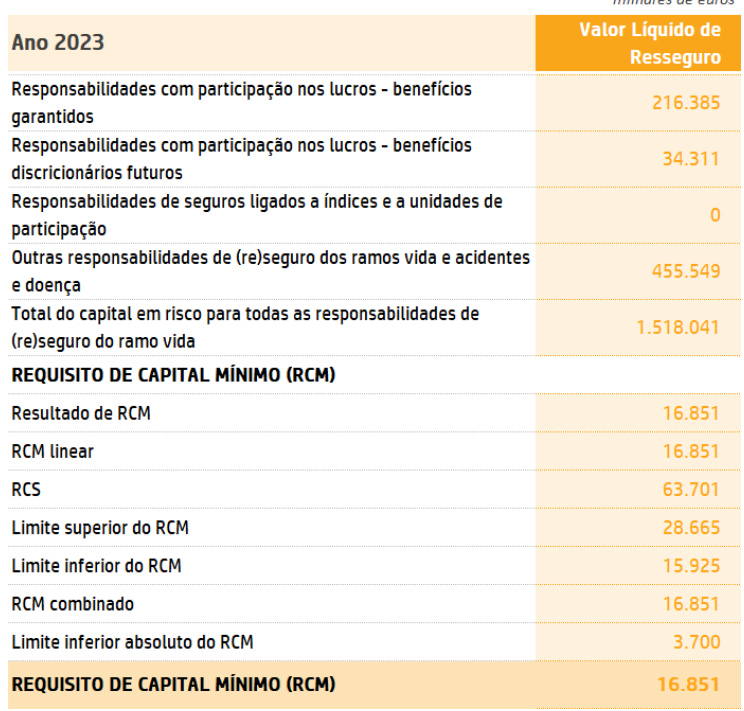 milhares de euros
Ano 2023
Valor Líquido de
Resseguro
Responsabilidades com participação nos lucros - benefícios
garantidos
216.385
Responsabilidades com participação nos lucros - benefícios
discricionários futuros
34.311
Responsabilidades de seguros ligados a índices e a unidades de
participação
0
Outras responsabilidades de (re)seguro dos ramos vida e acidentes
e doença
455.549
Total do capital em risco para todas as responsabilidades de
(re)seguro do ramo vida
1.518.041
REQUISITO DE CAPITAL MÍNIMO (RCM)
Resultado de RCM 16.851
RCM linear 16.851
RCS 63.701
Limite superior do RCM 28.665
Limite inferior do RCM 15.925
RCM combinado 16.851
Limite inferior absoluto do RCM 3.700
REQUISITO DE CAPITAL MÍNIMO (RCM) 16.851